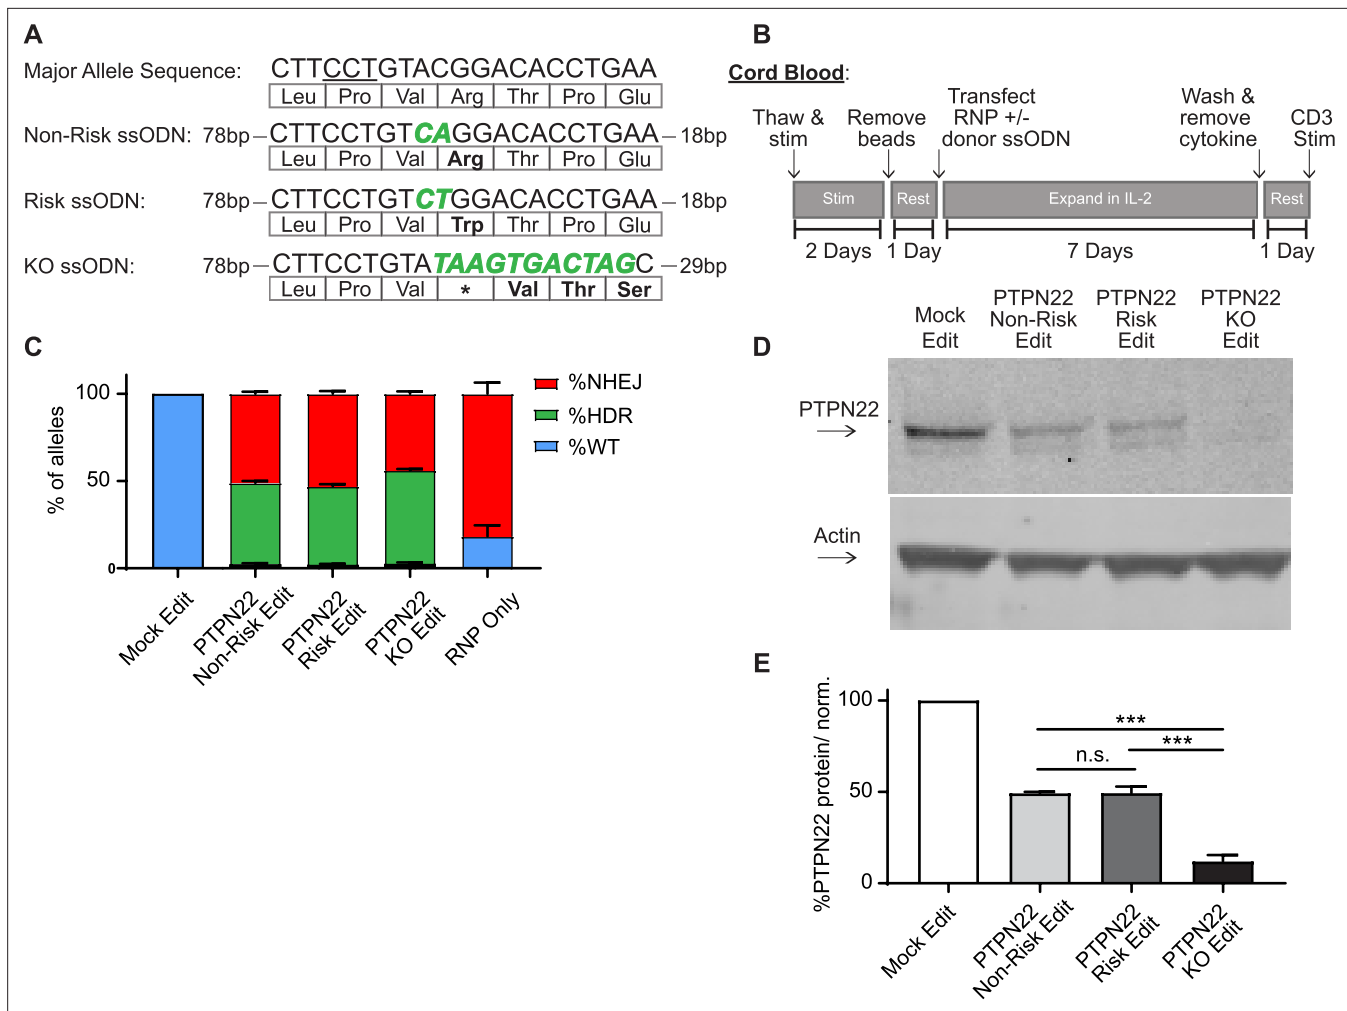 A
Major Allele Sequence: CTTCCTGTACGGACACCTGAA
Leu Pro Val Arg Thr Pro Glu
Non-Risk ssODN: 78bp CTTCCTGTCAGGACACCTGAA 18bp
Leu Pro Val Arg Thr Pro Glu
Risk ssODN: 78bp CTTCCTGTCTGGACACCTGAA 18bp
Leu Pro Val Trp Thr Pro Glu
KO ssODN: 78bp CTTCCTGTATAAGTGACTAGC 29bp
Leu Pro Val * Val Thr Ser
B
Cord Blood:
Thaw &
stim
Remove
beads
Transfect
RNP +/-
donor ssODN
Wash &
remove
cytokine
CD3
Stim
Stim Rest Expand in IL-2 Rest
2 Days 1 Day 7 Days 1 Day
C
% of alleles
100
50
0
%NHEJ
%HDR
%WT
Mock Edit
PTPN22
Non-Risk Edit
PTPN22
Risk Edit
PTPN22
KO Edit
RNP Only
D
Mock
Edit
PTPN22
Non-Risk
Edit
PTPN22
Risk
Edit
PTPN22
KO
Edit
PTPN22
Actin
E
%PTPN22 protein/ norm.
100
50
0
***
***
n.s.
Mock Edit
PTPN22
Non-Risk Edit
PTPN22
Risk Edit
PTPN22
KO Edit